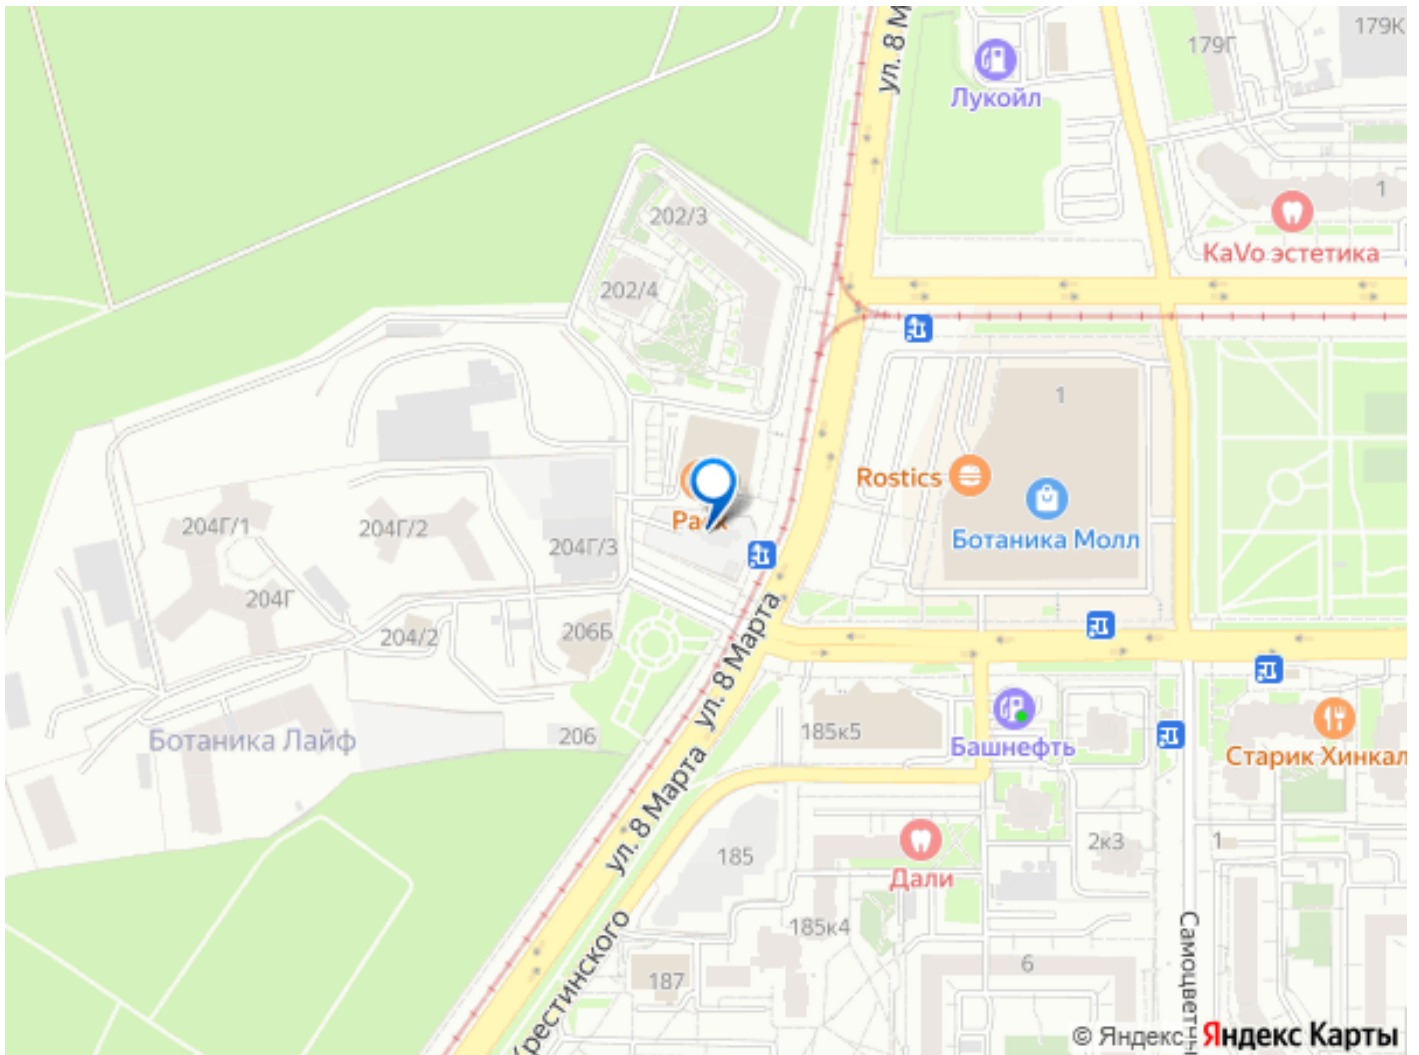 179К
179Г
ул. 8 М
Лукойл
1
202/3
KaVo эстетика
202/4
1
Rostics
204Г/1
204Г/2
Ботаника Молл
204Г/3
204Г
206Б
204/2
ул. 8 Марта
206
185к5
Ботаника Лайф
Башнефть
Старик Хинкал
ул. 8 Марта
185
2к3
1
Дали
185к4
6
187
Крестинского
Самоцветны
© Яндекс Яндекс Карты